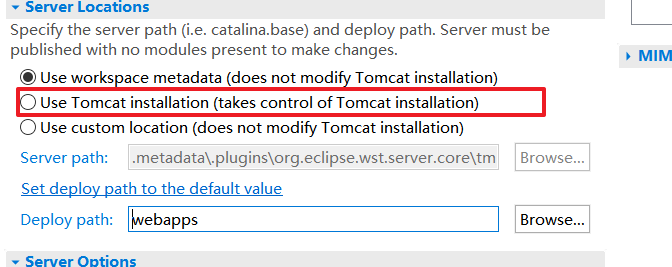 Server Locations
Specify the server path (i.e. catalina.base) and deploy path. Server must be
published with no modules present to make changes.
Use workspace metadata (does not modify Tomcat installation)
Use Tomcat installation (takes control of Tomcat installation)
Use custom location (does not modify Tomcat installation)
Server path: .metadata\.plugins\org.eclipse.wst.server.core\tm Browse...
Set deploy path to the default value
Deploy path: webapps Browse...
Server Options
MIM